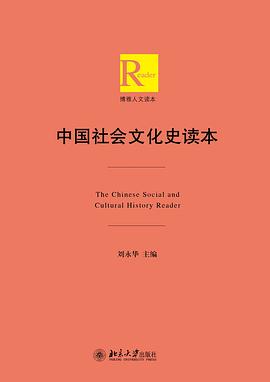 Reader
博雅人文读本
中国社会文化史读本
The Chinese Social and
Cultural History Reader
刘永华 主编
北京大学出版社